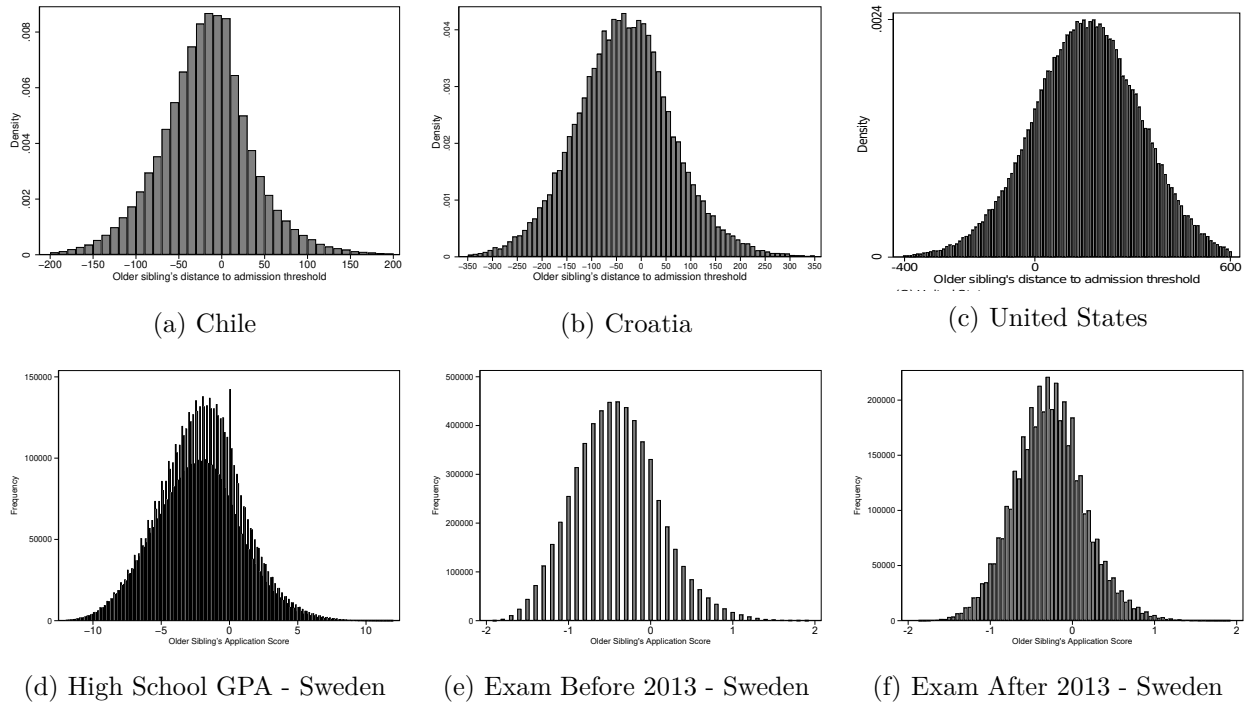 .008
.006
.004
.002
0
Density
−200 −150 −100 −50 0 50 100 150 200
Older sibling's distance to admission threshold
(a) Chile
.004
.003
.002
.001
0
Density
−350 −300 −250 −200 −150 −100 −50 0 50 100 150 200 250 300 350
Older sibling's distance to admission threshold
(b) Croatia
.0024
0
Density
-400 0 600
Older sibling's distance to admission threshold
(c) United States
150000
100000
50000
0
Frequency
−10 −5 0 5 10
Older Sibling's Application Score
(d) High School GPA - Sweden
500000
400000
300000
200000
100000
0
Frequency
-2 -1 0 1 2
Older Sibling's Application Score
(e) Exam Before 2013 - Sweden
200000
150000
100000
50000
0
Frequency
-2 -1 0 1 2
Older Sibling's Application Score
(f) Exam After 2013 - Sweden